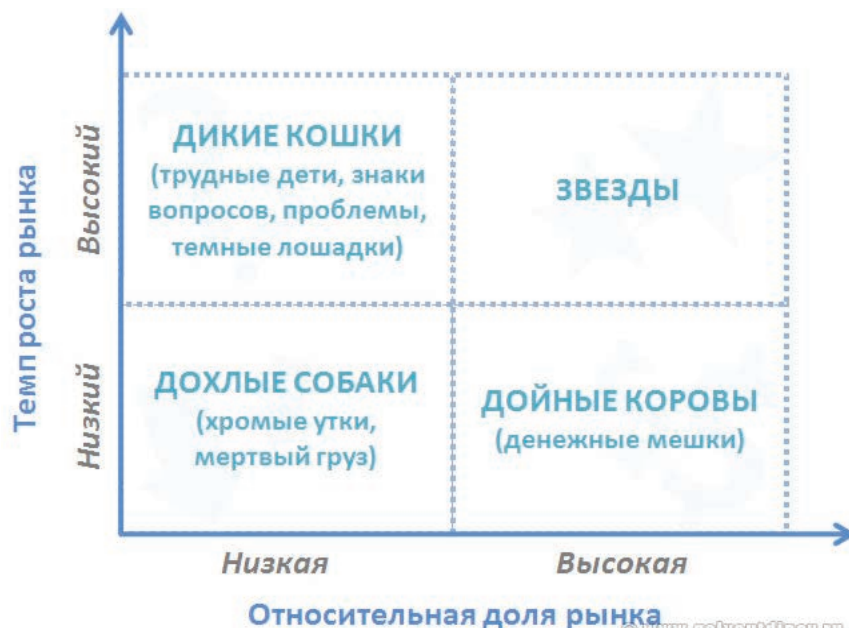 Темп роста рынка
Высокий
Низкий
ДИКИЕ КОШКИ
(трудные дети, знаки
вопросов, проблемы,
темные лошадки)
ЗВЕЗДЫ
ДОХЛЫЕ СОБАКИ
(хромые утки,
мертвый груз)
ДОЙНЫЕ КОРОВЫ
(денежные мешки)
Низкая
Высокая
Относительная доля рынка